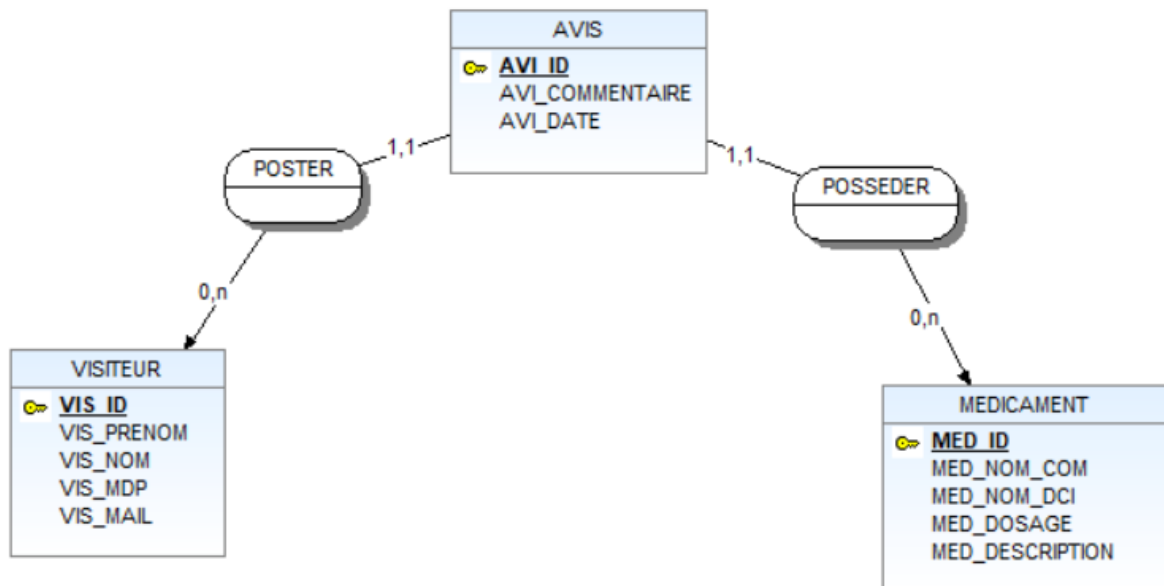 AVIS
AVI_ID
AVI_COMMENTAIRE
AVI_DATE
1,1
1,1
POSTER
POSSEDER
0,n
0,n
VISITEUR
VIS_ID
VIS_PRENOM
VIS_NOM
VIS_MDP
VIS_MAIL
MEDICAMENT
MED_ID
MED_NOM_COM
MED_NOM_DCI
MED_DOSAGE
MED_DESCRIPTION